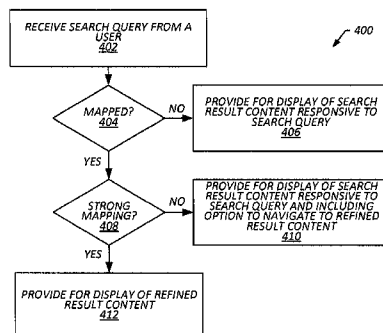 RECEIVE SEARCH QUERY FROM A
USER
402
400
MAPPED?
404
NO
PROVIDE FOR DISPLAY OF SEARCH
RESULT CONTENT RESPONSIVE TO
SEARCH QUERY
406
YES
STRONG
MAPPING?
408
NO
PROVIDE FOR DISPLAY OF SEARCH
RESULT CONTENT RESPONSIVE TO
SEARCH QUERY AND INCLUDING
OPTION TO NAVIGATE TO REFINED
RESULT CONTENT
410
YES
PROVIDE FOR DISPLAY OF REFINED
RESULT CONTENT
412